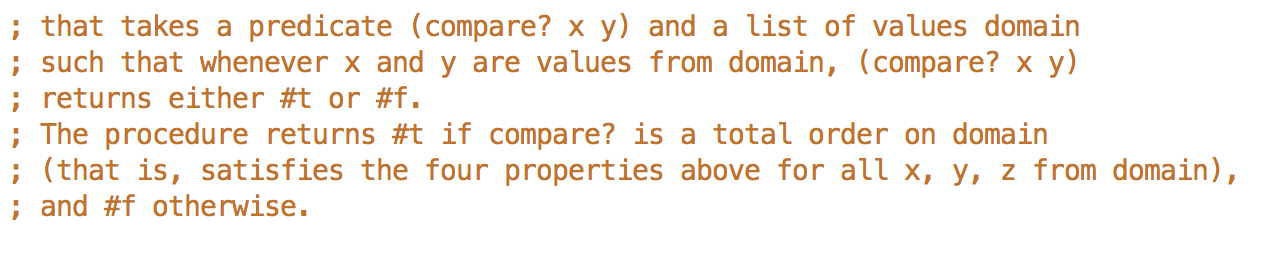 ; that takes a predicate (compare? x y) and a list of values domain
; such that whenever x and y are values from domain, (compare? x y)
; returns either #t or #f.
; The procedure returns #t if compare? is a total order on domain
; (that is, satisfies the four properties above for all x, y, z from domain),
; and #f otherwise.